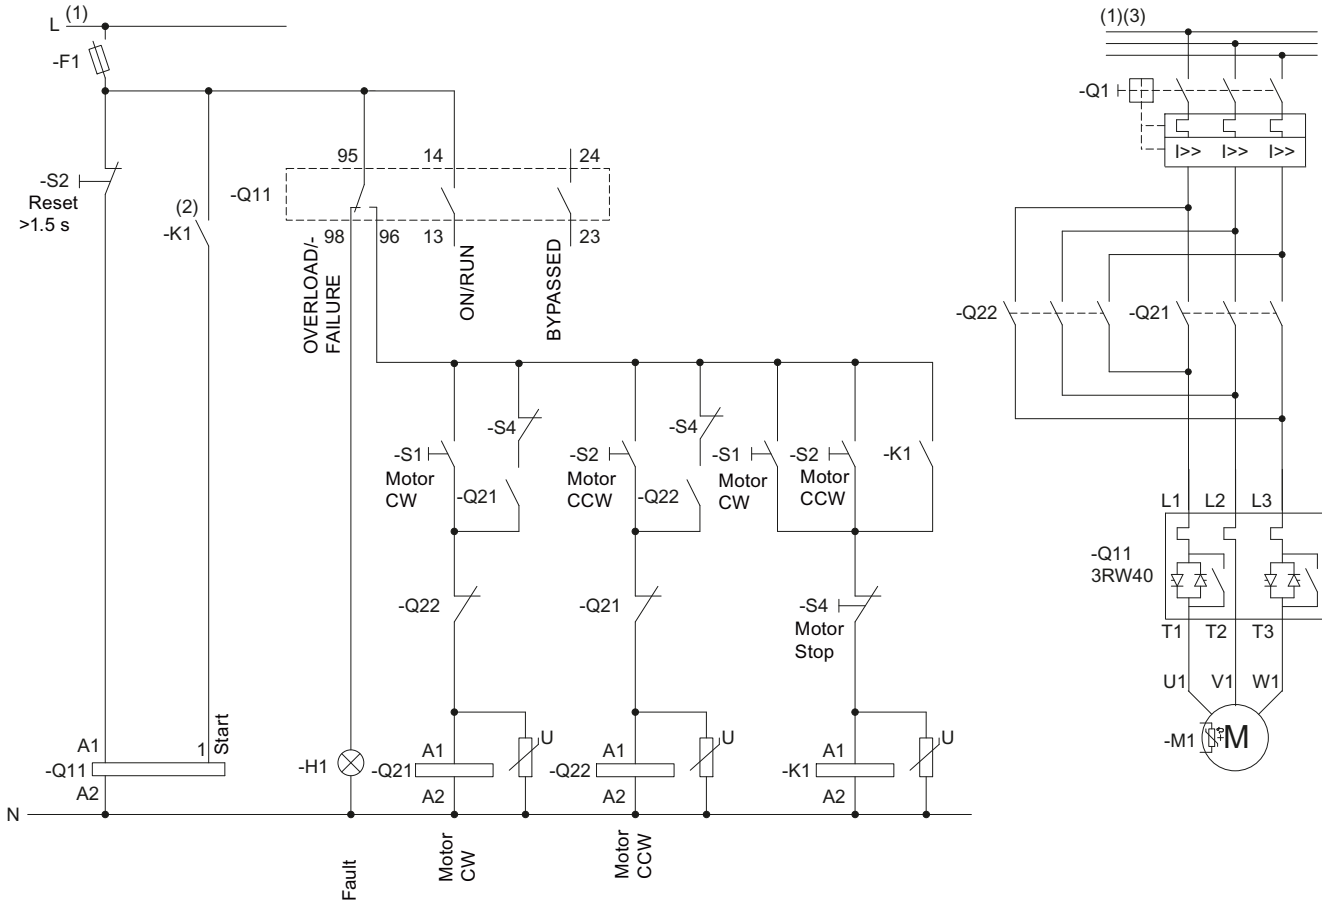 L (1)
-F1
-S2
Reset
>1.5 s
(2)
-K1
95
14
24
-Q11
98
96
13
23
OVERLOAD/-
FAILURE
ON/RUN
BYPASSED
-S4
-S4
-S1
Motor
CW
-Q21
-S2
Motor
CCW
-Q22
-S1
Motor
CW
-S2
Motor
CCW
-K1
-Q22
-Q21
-S4
Motor
Stop
A1
1
Start
-Q11
A2
-H1
A1
-Q21
A2
U
A1
-Q22
A2
U
A1
-K1
A2
U
N
Fault
Motor
CW
Motor
CCW
(1)(3)
-Q1
I>> I>> I>>
-Q22
-Q21
L1 L2 L3
-Q11
3RW40
T1 T2 T3
U1 V1 W1
-M1
M